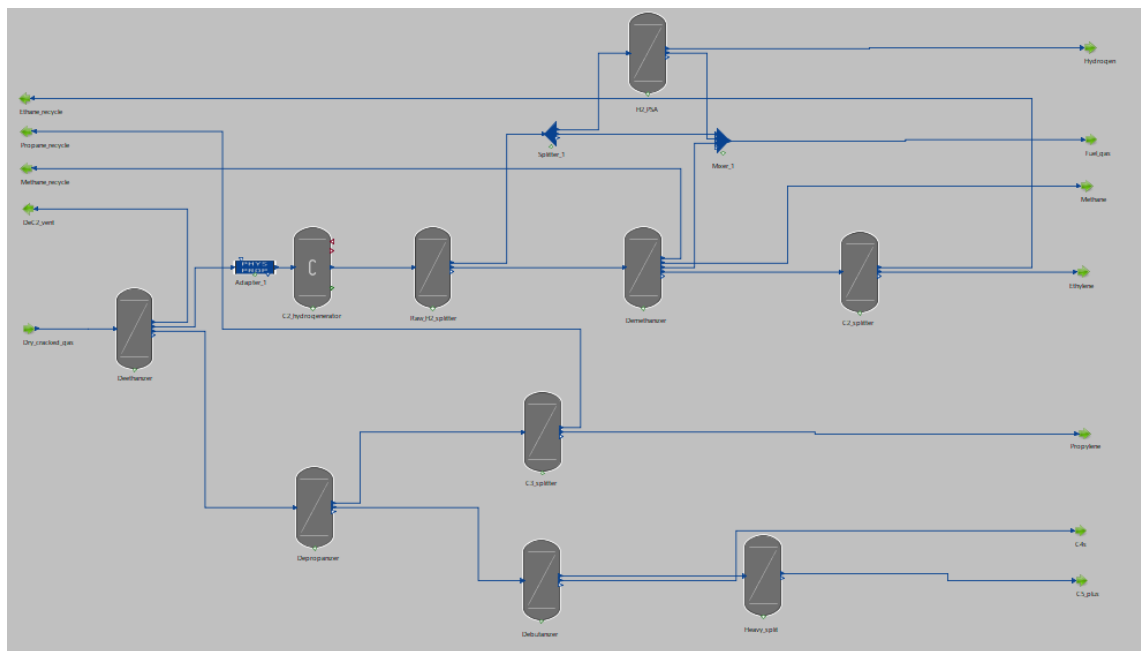 H2_PSA
Hydrogen
Ethane_recycle
Propane_recycle
Splitter_1
Mixer_1
Fuel_gas
Methane_recycle
Methane
DeC2_vent
PHYS
PROP
Adapter_1
C
C2_hydrogenerator
Raw_H2_splitter
Demethanizer
C2_splitter
Ethylene
Dry_cracked_gas
Deethanizer
C3_splitter
Propylene
Depropanizer
C4s
Debutanizer
Heavy_split
C5_plus